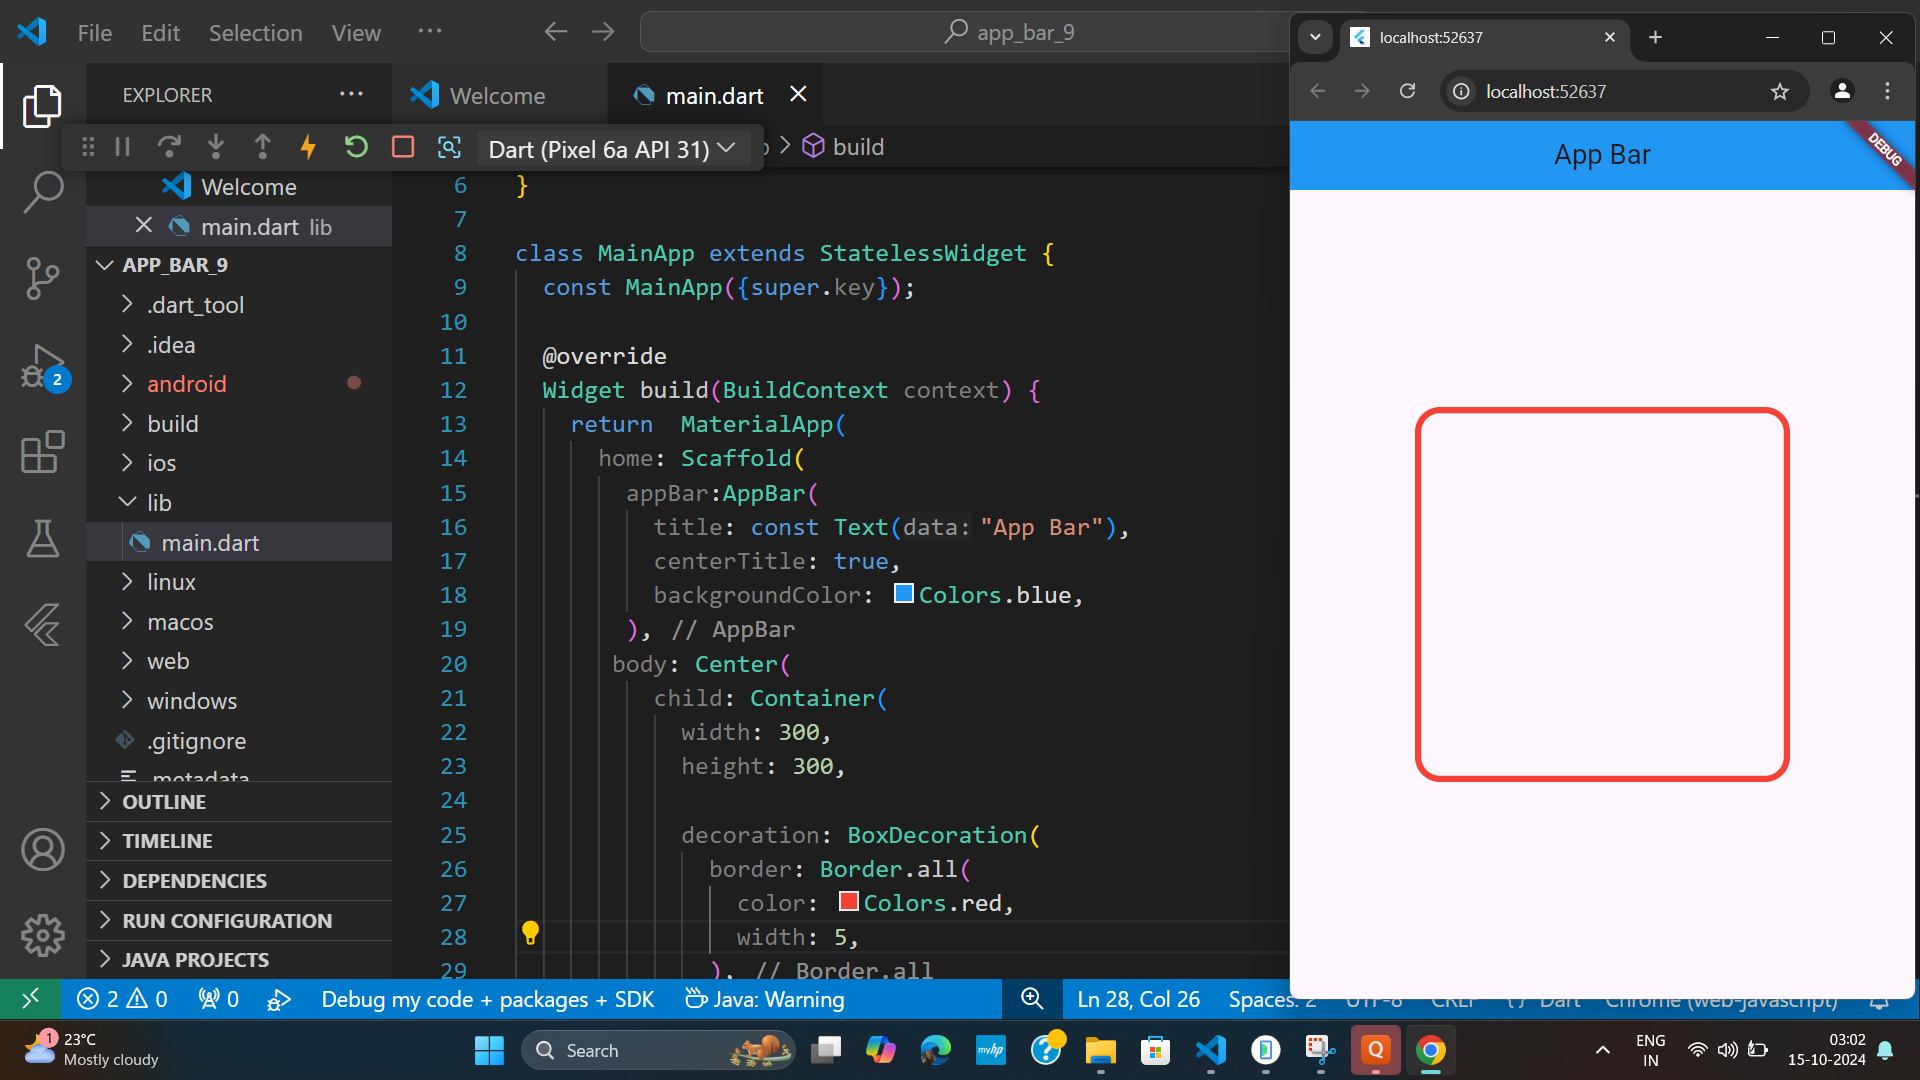 File Edit Selection View ···
app_bar_9
EXPLORER ···
Welcome
main.dart
Dart (Pixel 6a API 31)
build
Welcome
main.dart lib
APP_BAR_9
.dart_tool
.idea
android
build
ios
lib
main.dart
linux
macos
web
windows
.gitignore
.metadata
OUTLINE
TIMELINE
DEPENDENCIES
RUN CONFIGURATION
JAVA PROJECTS
2
6 }
7
8 class MainApp extends StatelessWidget {
9 const MainApp({super.key});
10
11 @override
12 Widget build(BuildContext context) {
13 return  MaterialApp(
14 home: Scaffold(
15 appBar:AppBar(
16 title: const Text(data: "App Bar"),
17 centerTitle: true,
18 backgroundColor: Colors.blue,
19 ), // AppBar
20 body: Center(
21 child: Container(
22 width: 300,
23 height: 300,
24
25 decoration: BoxDecoration(
26 border: Border.all(
27 color: Colors.red,
28 width: 5,
29 ), // Border.all
localhost:52637
localhost:52637
App Bar
DEBUG
2 0 0 Debug my code + packages + SDK Java: Warning Ln 28, Col 26 Spaces: 2 UTF-8 CRLF {} Dart Chrome (web-javascript)
1
23°C
Mostly cloudy
Search
myhp
Q
ENG
IN
03:02
15-10-2024